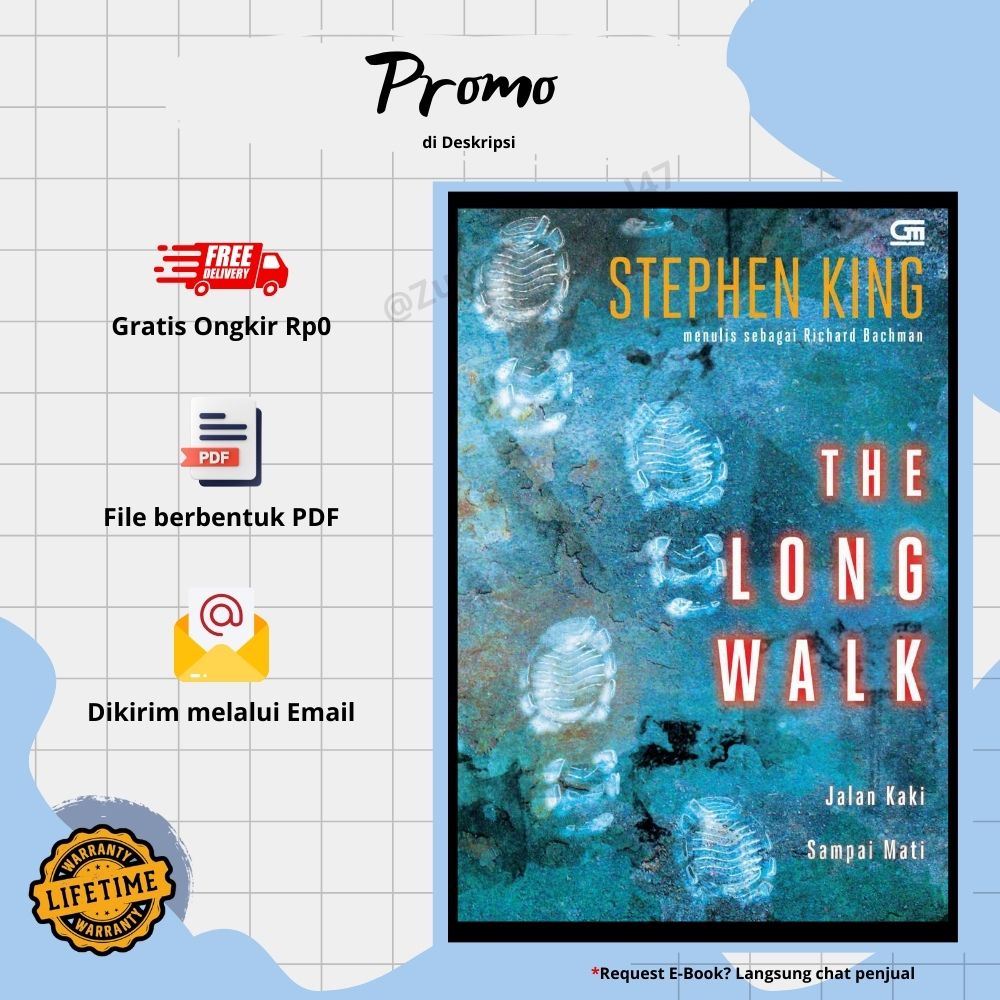 Promo
di Deskripsi
FREE
DELIVERY
Gratis Ongkir Rp0
PDF
File berbentuk PDF
@
Dikirim melalui Email
WARRANTY
LIFETIME
WARRANTY
GM
STEPHEN KING
menulis sebagai Richard Bachman
THE
LONG
WALK
Jalan Kaki
Sampai Mati
*Request E-Book? Langsung chat penjual